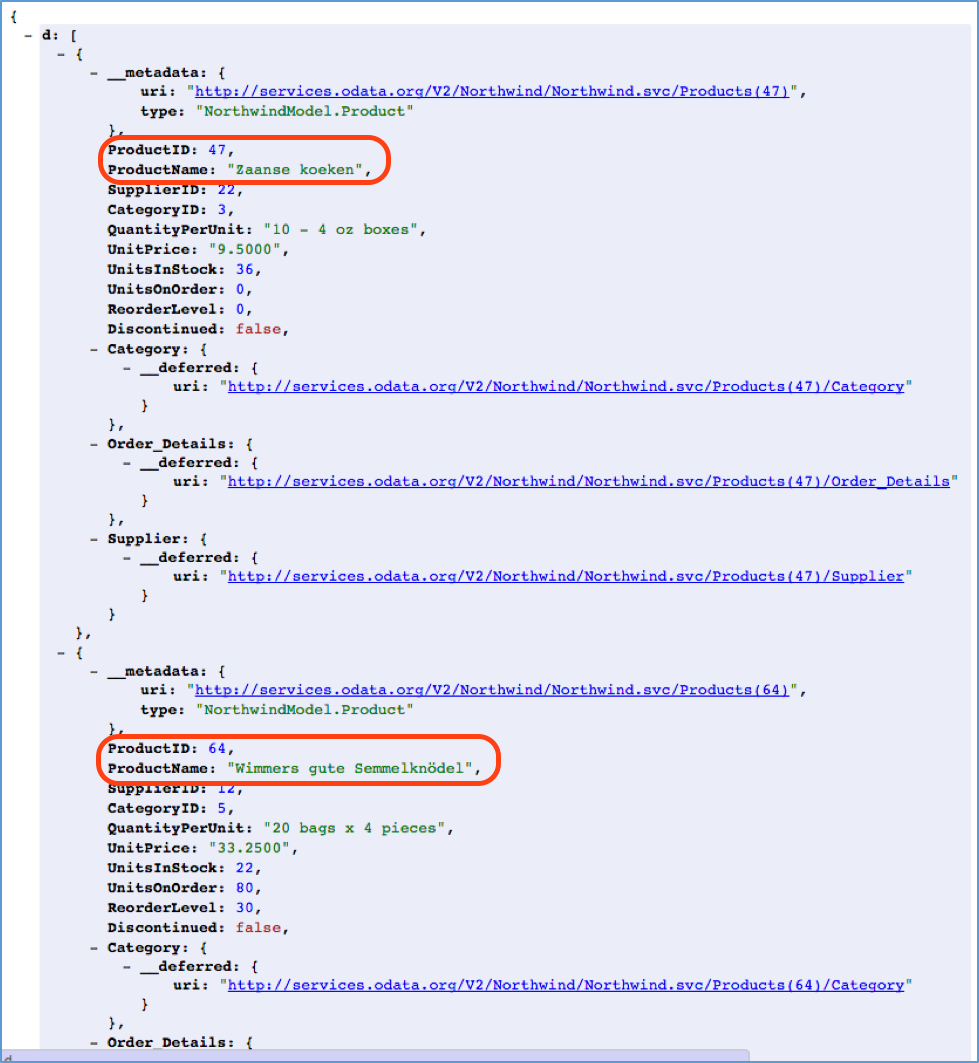 {
- d: [
- {
- __metadata: {
uri: "http://services.odata.org/V2/Northwind/Northwind.svc/Products(47)",
type: "NorthwindModel.Product"
},
ProductID: 47,
ProductName: "Zaanse koeken",
SupplierID: 22,
CategoryID: 3,
QuantityPerUnit: "10 - 4 oz boxes",
UnitPrice: "9.5000",
UnitsInStock: 36,
UnitsOnOrder: 0,
ReorderLevel: 0,
Discontinued: false,
- Category: {
- __deferred: {
uri: "http://services.odata.org/V2/Northwind/Northwind.svc/Products(47)/Category"
}
},
- Order_Details: {
- __deferred: {
uri: "http://services.odata.org/V2/Northwind/Northwind.svc/Products(47)/Order_Details"
}
},
- Supplier: {
- __deferred: {
uri: "http://services.odata.org/V2/Northwind/Northwind.svc/Products(47)/Supplier"
}
}
},
- {
- __metadata: {
uri: "http://services.odata.org/V2/Northwind/Northwind.svc/Products(64)",
type: "NorthwindModel.Product"
},
ProductID: 64,
ProductName: "Wimmers gute Semmelknödel",
SupplierID: 12,
CategoryID: 5,
QuantityPerUnit: "20 bags x 4 pieces",
UnitPrice: "33.2500",
UnitsInStock: 22,
UnitsOnOrder: 80,
ReorderLevel: 30,
Discontinued: false,
- Category: {
- __deferred: {
uri: "http://services.odata.org/V2/Northwind/Northwind.svc/Products(64)/Category"
}
},
- Order_Details: {
d